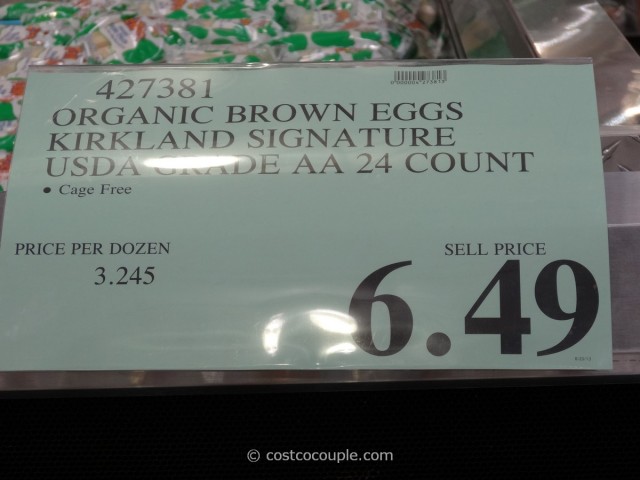 427381
ORGANIC BROWN EGGS
KIRKLAND SIGNATURE
USDA GRADE AA 24 COUNT
• Cage Free
PRICE PER DOZEN
3.245
SELL PRICE
6.49
© costcocouple.com